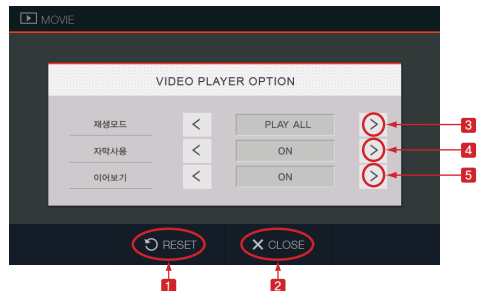 MOVIE
VIDEO PLAYER OPTION
재생모드 < PLAY ALL > 3
자막사용 < ON > 4
이어보기 < ON > 5
RESET CLOSE
1 2